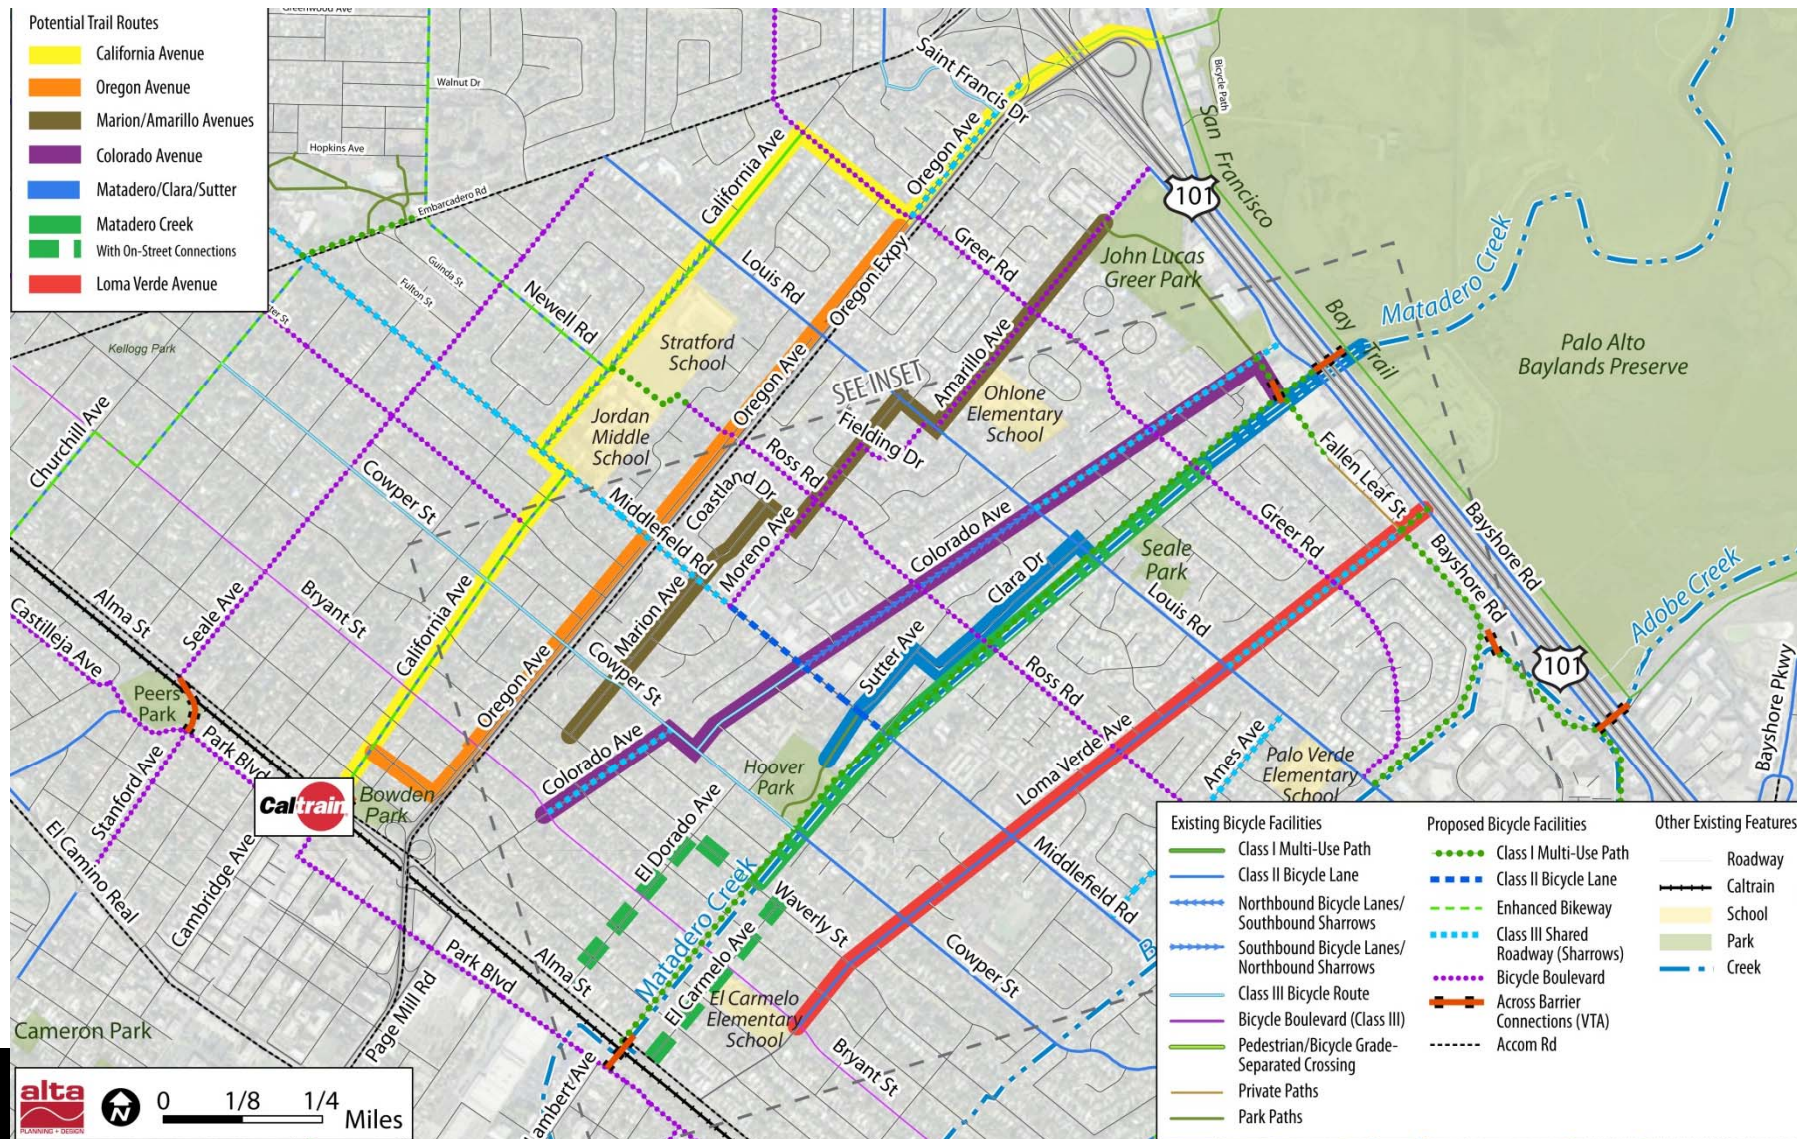 Potential Trail Routes
California Avenue
Oregon Avenue
Marion/Amarillo Avenues
Colorado Avenue
Matadero/Clara/Sutter
Matadero Creek
With On-Street Connections
Loma Verde Avenue
Greenwood Ave
Walnut Dr
Hopkins Ave
Embarcadero Rd
Guinda St
Fulton St
Kellogg Park
Saint Francis Dr
Bicycle Path
San Francisco
Bay Trail
101
California Ave
Oregon Ave
Oregon Expy
Louis Rd
Greer Rd
John Lucas
Greer Park
Matadero Creek
Palo Alto
Baylands Preserve
Newell Rd
Stratford
School
Oregon Ave
SEE INSET
Amarillo Ave
Ohlone
Elementary
School
Jordan
Middle
School
Fielding Dr
Ross Rd
Coastland Dr
Churchill Ave
Cowper St
Middlefield Rd
Moreno Ave
Colorado Ave
Fallen Leaf St
Greer Rd
Bayshore Rd
Bayshore Rd
Seale
Park
Clara Dr
Louis Rd
Adobe Creek
101
Bayshore Pkwy
Alma St
Castilleja Ave
Seale Ave
Bryant St
California Ave
Marion Ave
Cowper St
Sutter Ave
Ross Rd
Peers
Park
Oregon Ave
Park Blvd
Stanford Ave
Colorado Ave
Hoover
Park
Loma Verde Ave
Ames Ave
Palo Verde
Elementary
School
Caltrain
Bowden
Park
El Camino Real
Cambridge Ave
El Dorado Ave
Matadero Creek
Waverly St
Middlefield Rd
Park Blvd
Alma St
El Carmelo Ave
Cowper St
El Carmelo
Elementary
School
Page Mill Rd
Cameron Park
Lambert Ave
Bryant St
Existing Bicycle Facilities
Class I Multi-Use Path
Class II Bicycle Lane
Northbound Bicycle Lanes/
Southbound Sharrows
Southbound Bicycle Lanes/
Northbound Sharrows
Class III Bicycle Route
Bicycle Boulevard (Class III)
Pedestrian/Bicycle Grade-
Separated Crossing
Private Paths
Park Paths
Proposed Bicycle Facilities
Class I Multi-Use Path
Class II Bicycle Lane
Enhanced Bikeway
Class III Shared
Roadway (Sharrows)
Bicycle Boulevard
Across Barrier
Connections (VTA)
Accom Rd
Other Existing Features
Roadway
Caltrain
School
Park
Creek
alta
PLANNING + DESIGN
N
0 1/8 1/4 Miles